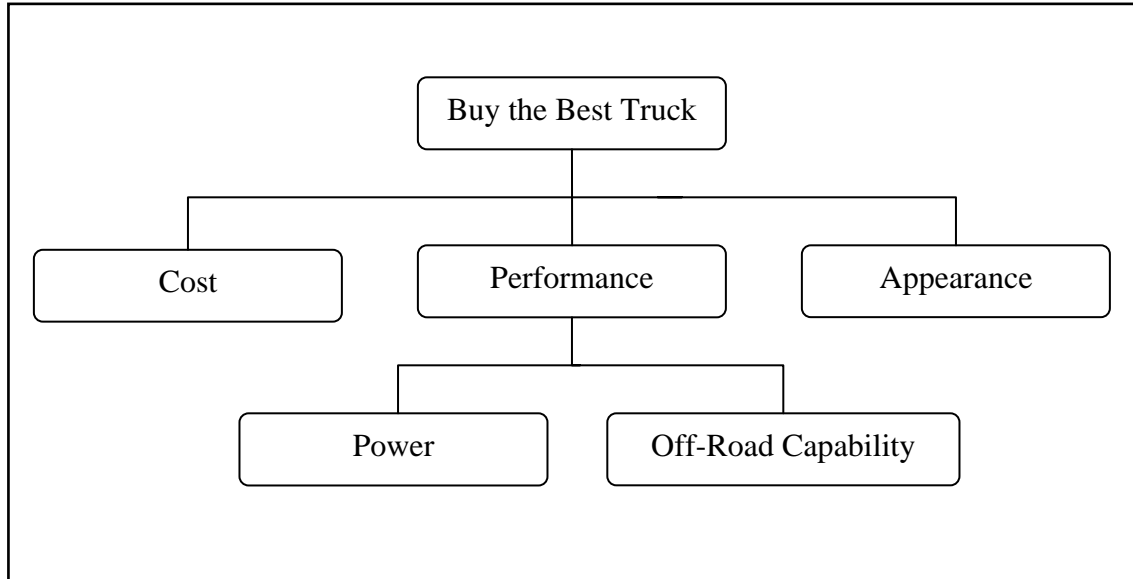 Buy the Best Truck
Cost
Performance
Appearance
Power
Off-Road Capability